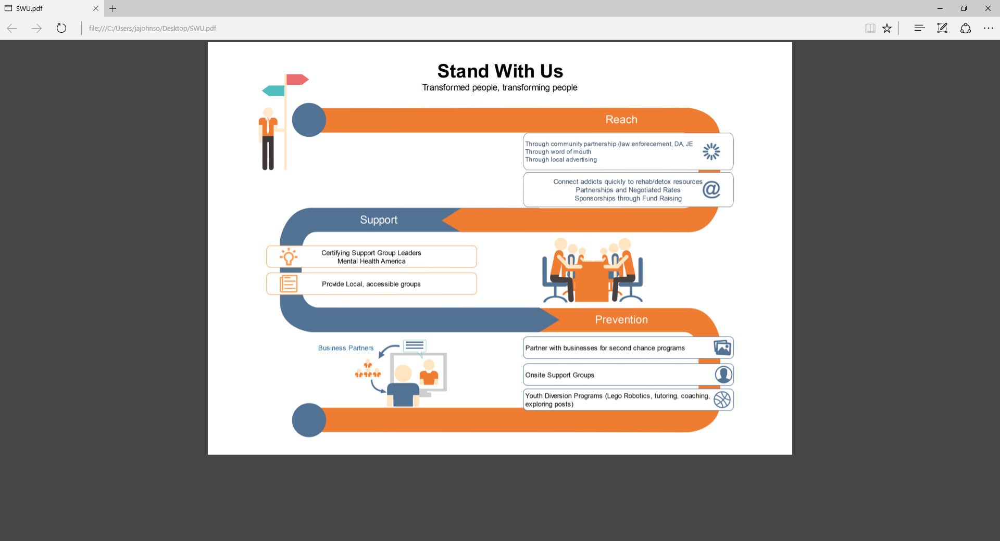 SWU.pdf
file:///C:/Users/jajohnso/Desktop/SWU.pdf
Stand With Us
Transformed people, transforming people
Reach
Through community partnership (law enforecement, DA, JE
Through word of mouth
Through local advertising
Connect addicts quickly to rehab/detox resources
Partnerships and Negotiated Rates
Sponsorships through Fund Raising
@
Support
Certifying Support Group Leaders
Mental Health America
Provide Local, accessible groups
Prevention
Business Partners
Partner with businesses for second chance programs
Onsite Support Groups
Youth Diversion Programs (Lego Robotics, tutoring, coaching,
exploring posts)